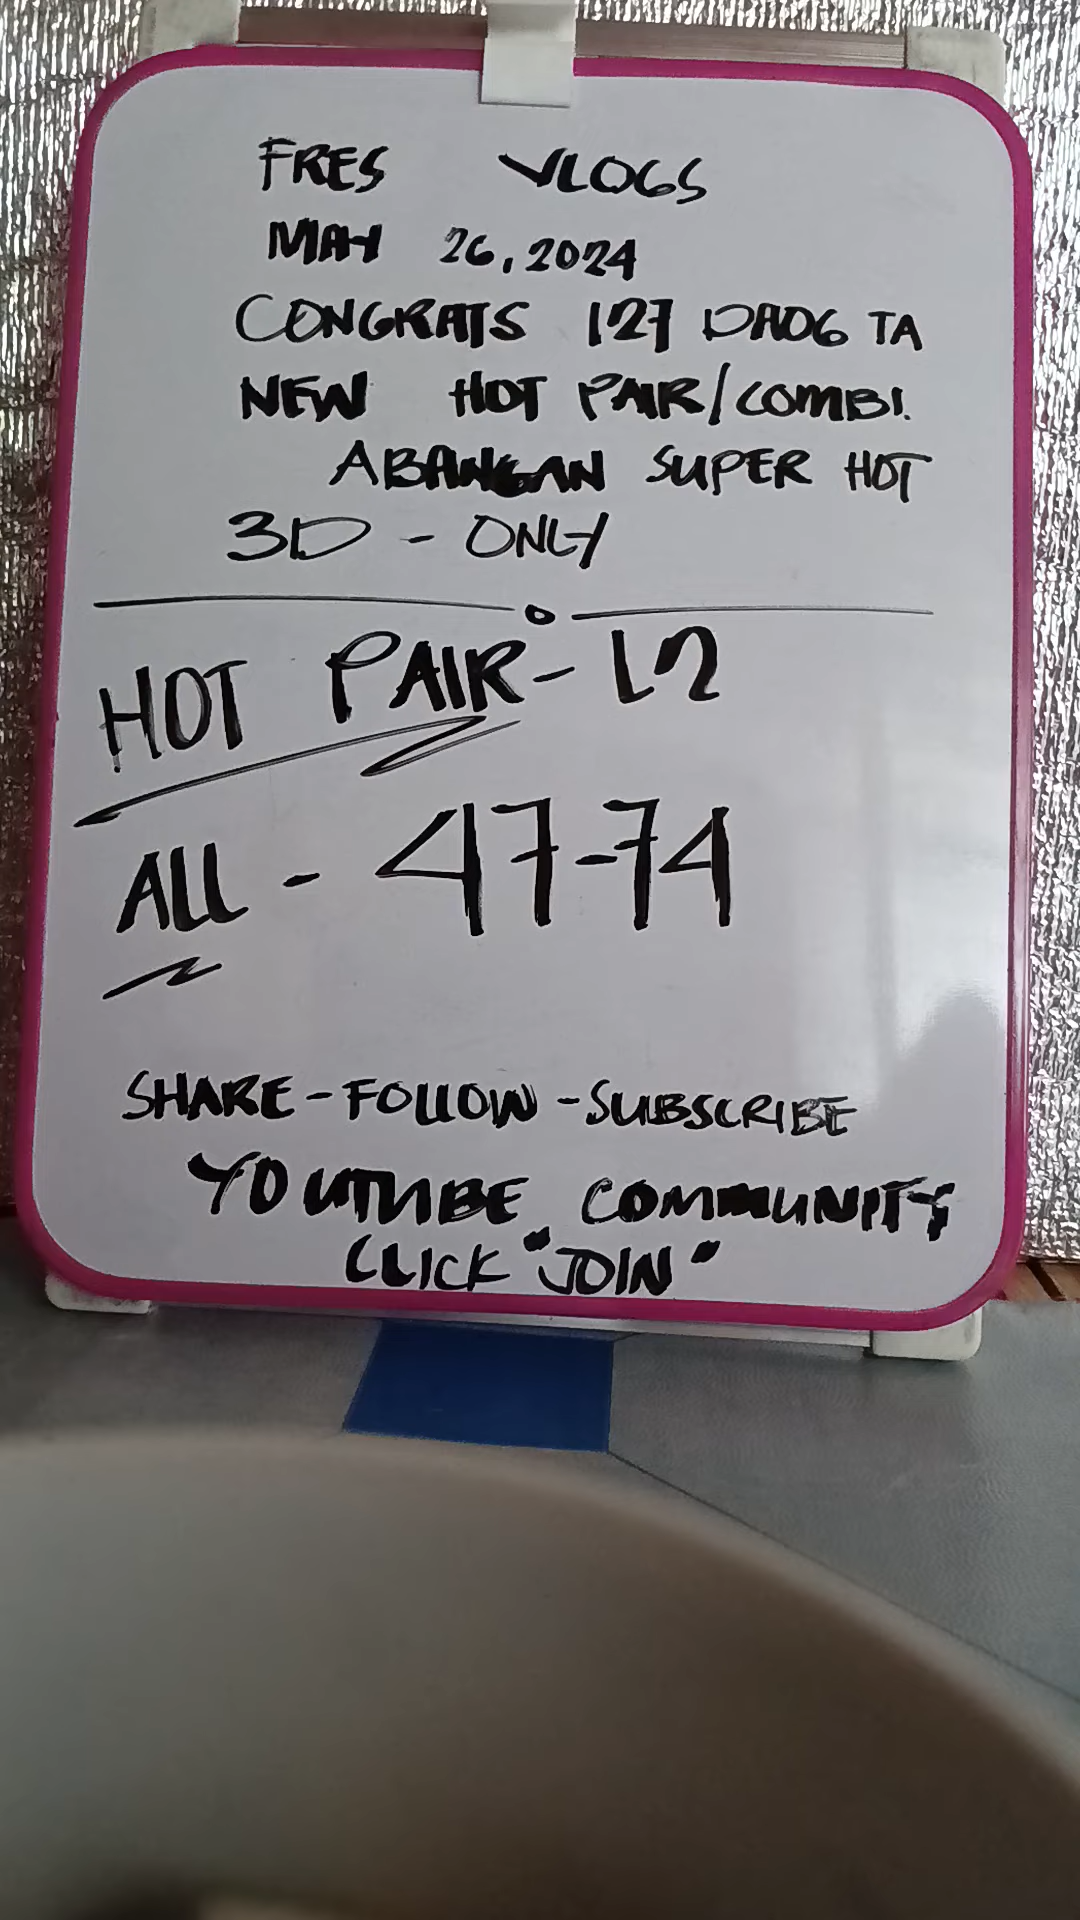 FRES VLOGS
MAY 26, 2024
CONGRATS 127 DAOG TA
NEW HOT PAIR/COMBI.
ABANGAN SUPER HOT
3D - ONLY
HOT PAIR - 12
ALL - 47-74
SHARE-FOLLOW-SUBSCRIBE
YOUTUBE COMMUNITY
CLICK "JOIN"